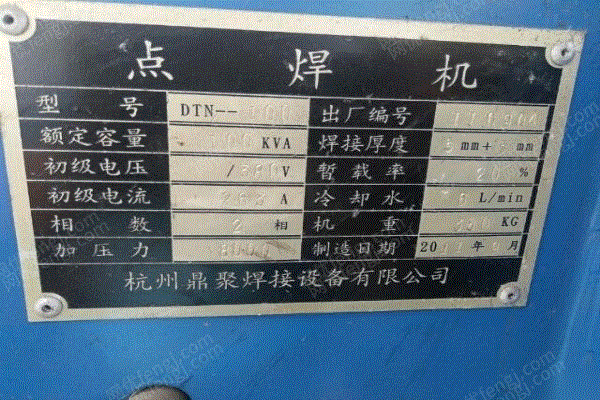 点焊机
型号 DTN--100 出厂编号
额定容量 100KVA 焊接厚度 mm+ mm
初级电压 /380V 暂载率 20%
初级电流 A 冷却水 L/min
相数 2相 机重 KG
加压力 制造日期 20 年 月
杭州鼎聚焊接设备有限公司